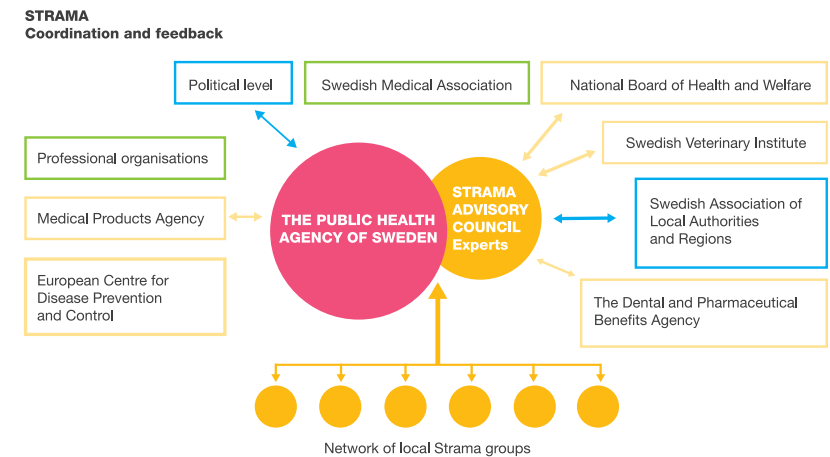 STRAMA
Coordination and feedback
Political level
Swedish Medical Association
National Board of Health and Welfare
Professional organisations
Swedish Veterinary Institute
Medical Products Agency
THE PUBLIC HEALTH
AGENCY OF SWEDEN
STRAMA
ADVISORY
COUNCIL
Experts
Swedish Association of
Local Authorities
and Regions
European Centre for
Disease Prevention
and Control
The Dental and Pharmaceutical
Benefits Agency
Network of local Strama groups